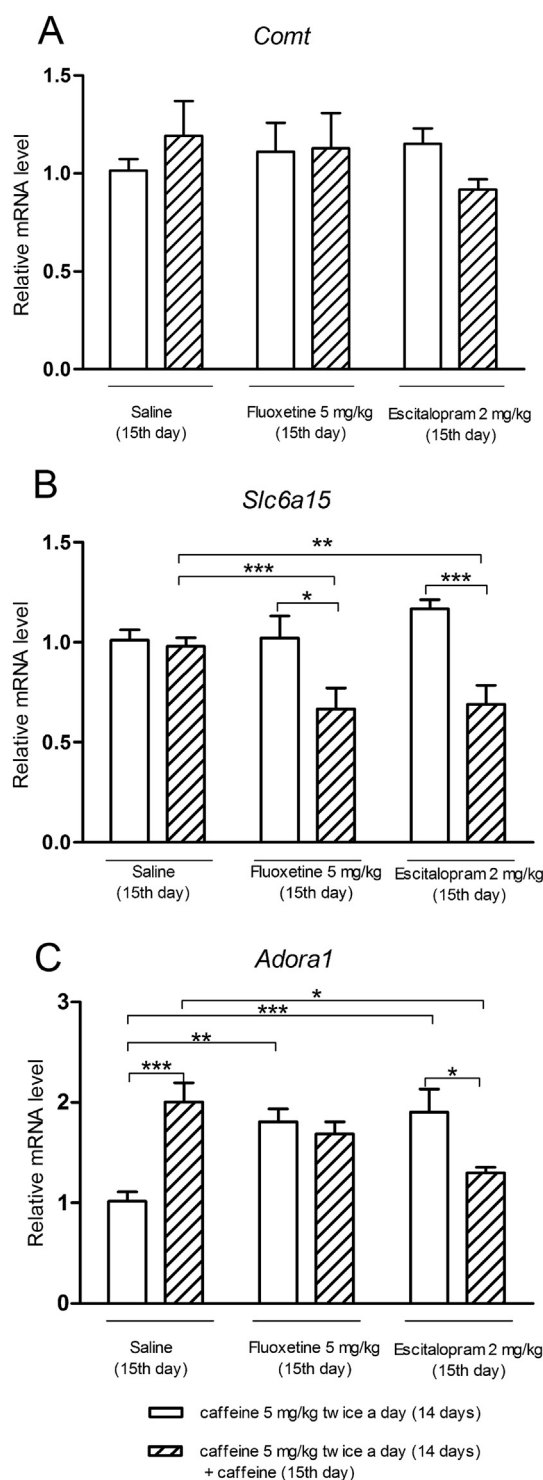 A
Comt
Relative mRNA level
1.5
1.0
0.5
0.0
Saline
(15th day)
Fluoxetine 5 mg/kg
(15th day)
Escitalopram 2 mg/kg
(15th day)
B
Slc6a15
Relative mRNA level
**
***
*
***
1.5
1.0
0.5
0.0
Saline
(15th day)
Fluoxetine 5 mg/kg
(15th day)
Escitalopram 2 mg/kg
(15th day)
C
Adora1
Relative mRNA level
*
***
**
***
*
3
2
1
0
Saline
(15th day)
Fluoxetine 5 mg/kg
(15th day)
Escitalopram 2 mg/kg
(15th day)
caffeine 5 mg/kg twice a day (14 days)
caffeine 5 mg/kg twice a day (14 days)
+ caffeine (15th day)